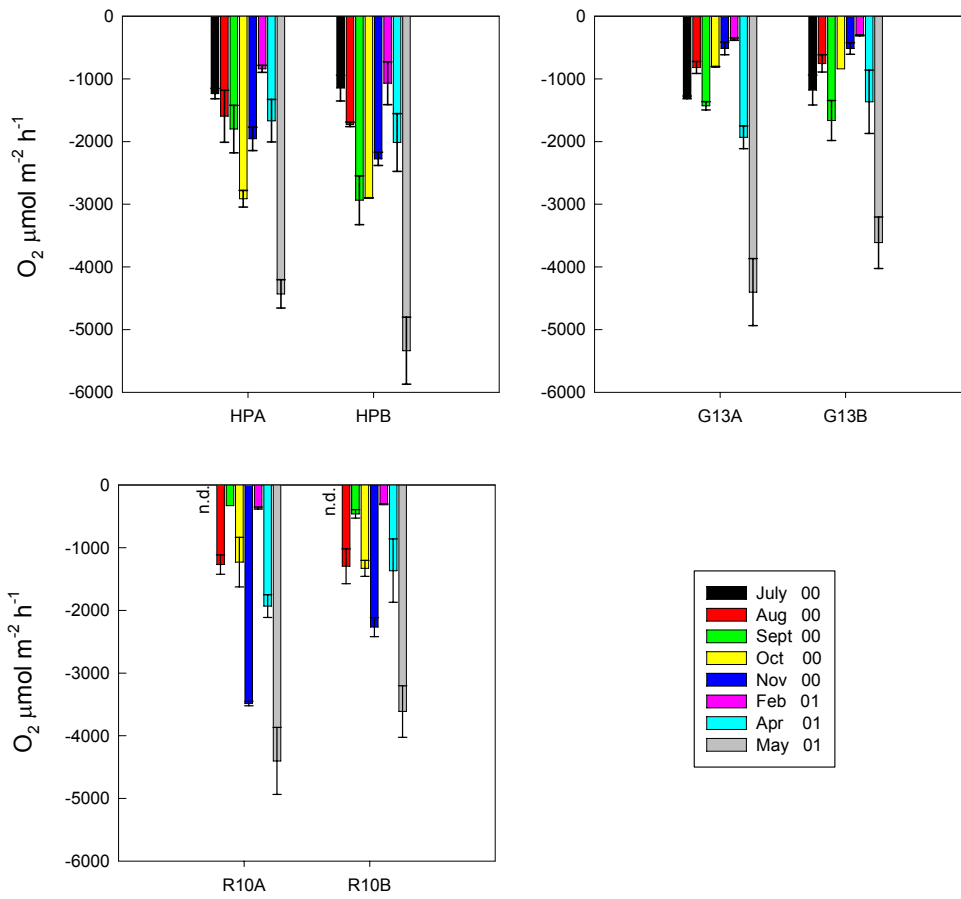 0
-1000
-2000
-3000
-4000
-5000
-6000
O₂ μmol m⁻² h⁻¹
HPA HPB
0
-1000
-2000
-3000
-4000
-5000
-6000
G13A G13B
0
-1000
-2000
-3000
-4000
-5000
-6000
O₂ μmol m⁻² h⁻¹
n.d. n.d.
R10A R10B
July 00
Aug 00
Sept 00
Oct 00
Nov 00
Feb 01
Apr 01
May 01